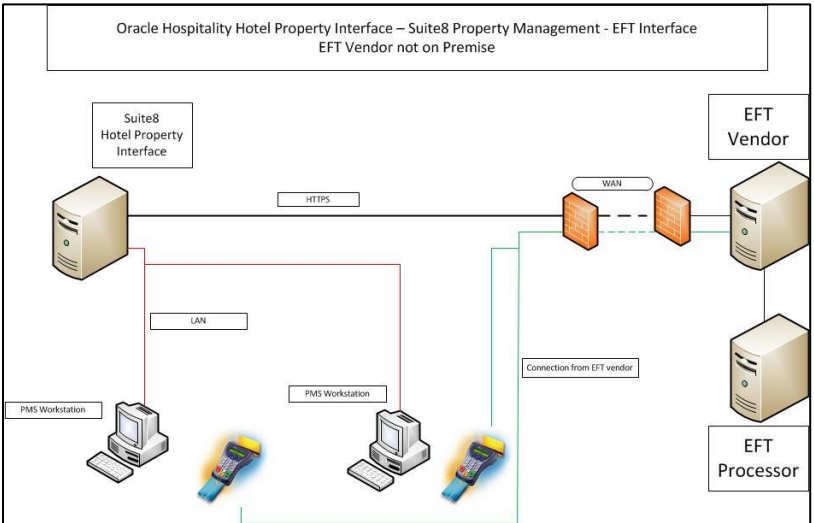 Oracle Hospitality Hotel Property Interface – Suite8 Property Management - EFT Interface
EFT Vendor not on Premise
Suite8
Hotel Property
Interface
EFT
Vendor
WAN
HTTPS
LAN
Connection from EFT vendor
PMS Workstation
PMS Workstation
EFT
Processor